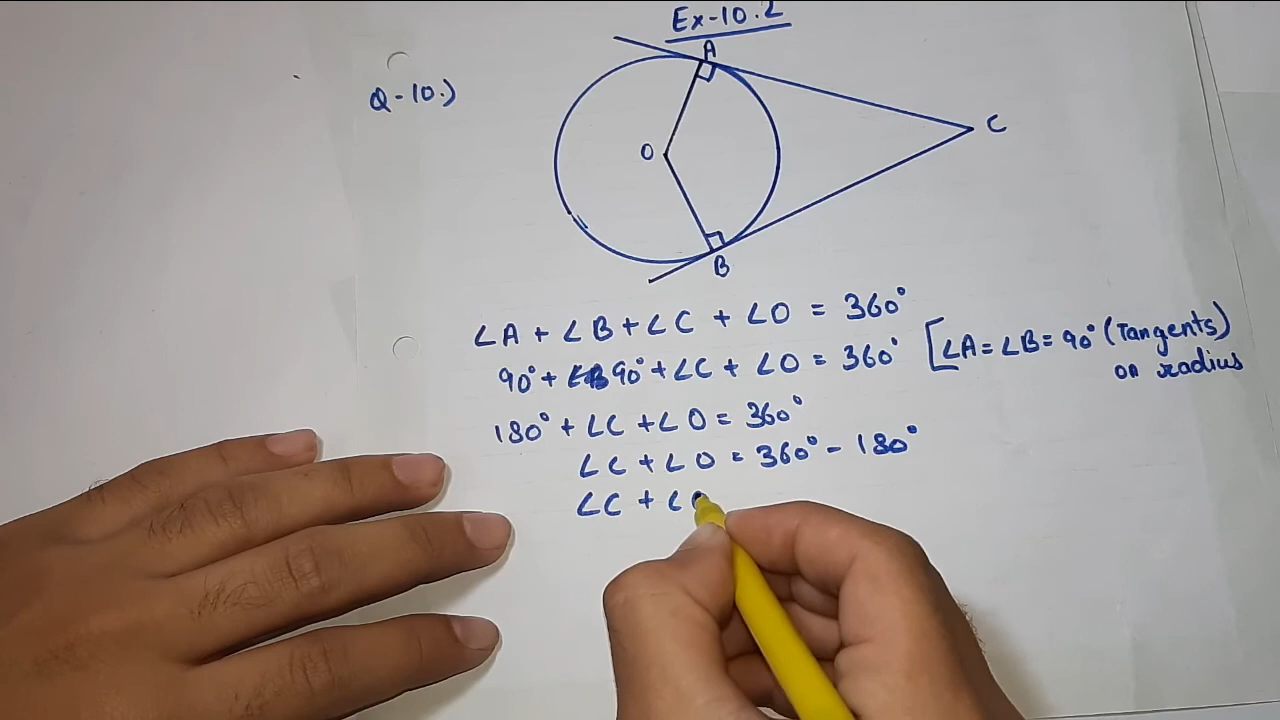 Ex-10.2
Q-10.)
A
C
O
B
∠A + ∠B + ∠C + ∠O = 360°
90° + 90° + ∠C + ∠O = 360° [∠A = ∠B = 90° (Tangents)
on radius
180° + ∠C + ∠O = 360°
∠C + ∠O = 360° - 180°
∠C + ∠O